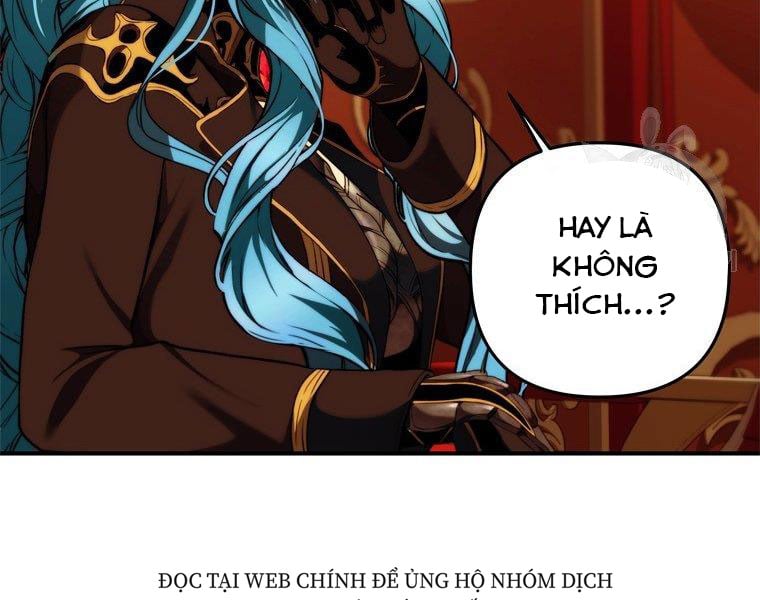 HAY LÀ
KHÔNG
THÍCH...?
ĐỌC TẠI WEB CHÍNH ĐỂ ỦNG HỘ NHÓM DỊCH